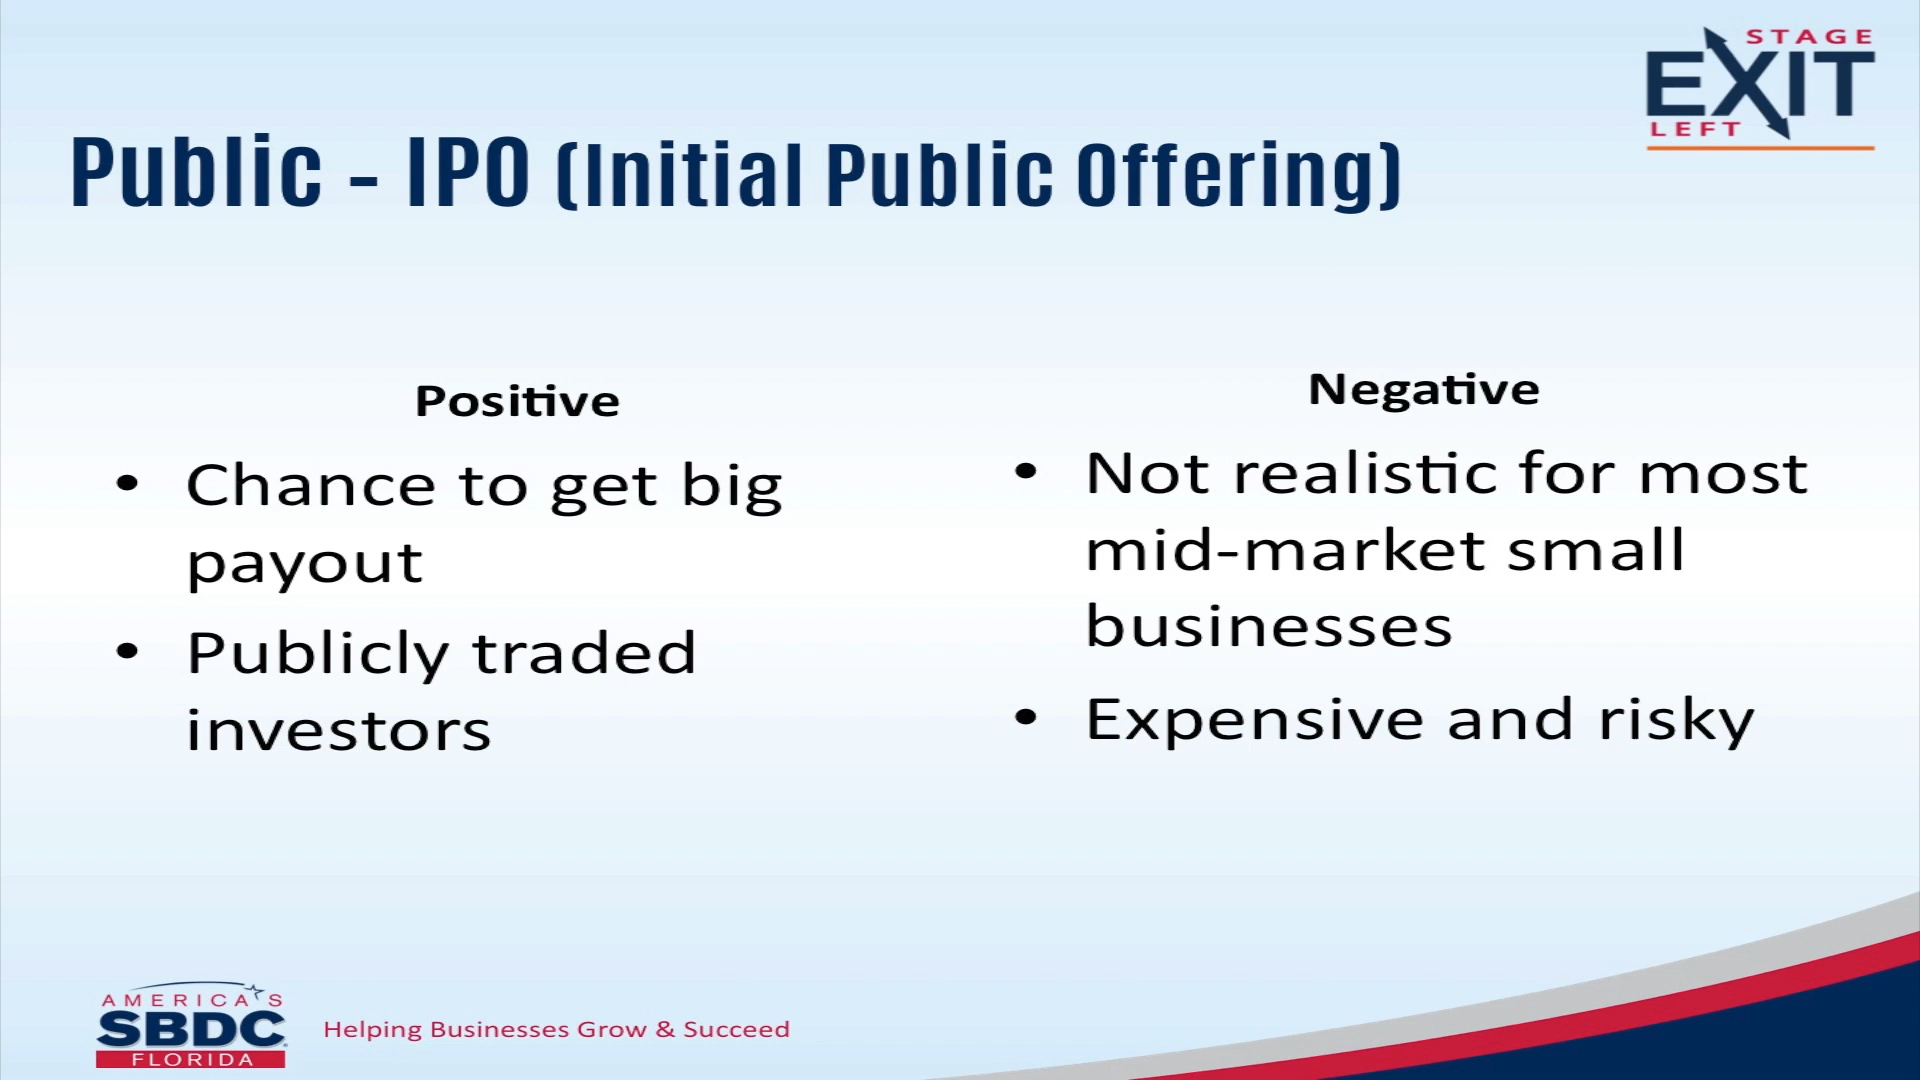 STAGE
EXIT
LEFT
Public - IPO (Initial Public Offering)
Positive
• Chance to get big
payout
• Publicly traded
investors
Negative
• Not realistic for most
mid-market small
businesses
• Expensive and risky
AMERICA'S
SBDC
FLORIDA
Helping Businesses Grow & Succeed